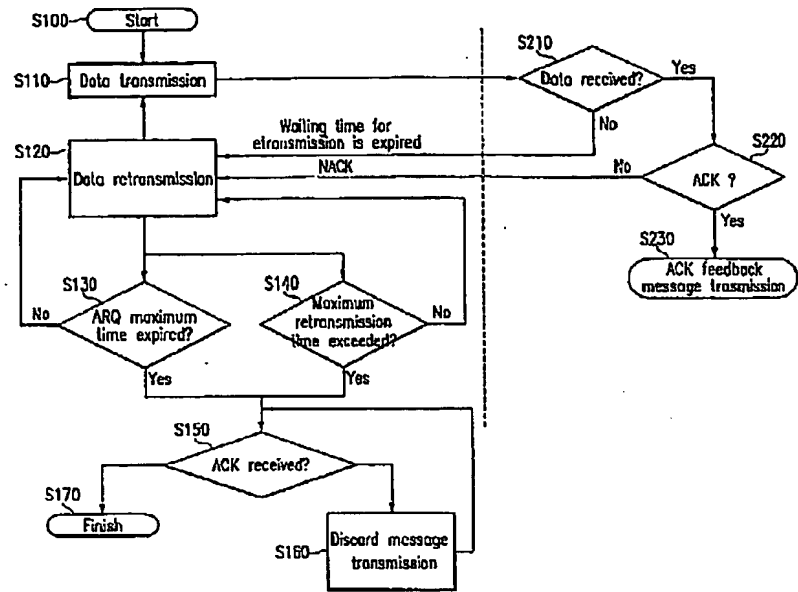 S100
Start
S110
Data transmission
S210
Data received?
Yes
No
Waiting time for
etransmission is expired
S120
Data retransmission
NACK
No
S220
ACK ?
Yes
S230
ACK feedback
message trasmission
S130
ARQ maximum
time expired?
No
Yes
S140
Maximum
retransmission
time exceeded?
No
Yes
S150
ACK received?
S170
Finish
S160
Discard message
transmission